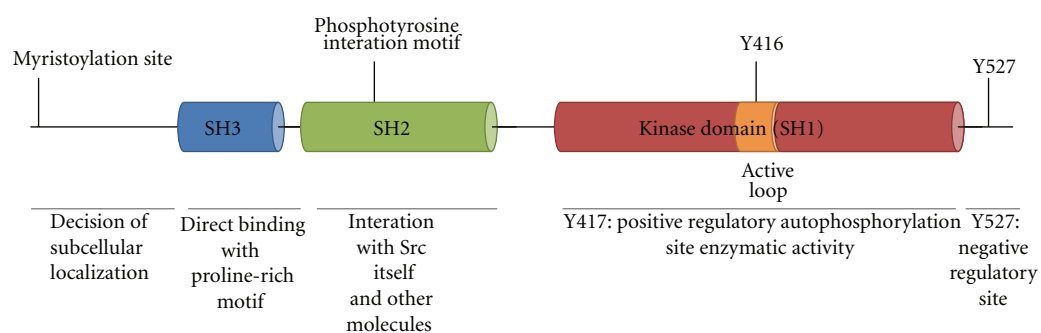 Phosphotyrosine
interation motif
Myristoylation site
Y416
Y527
SH3
SH2
Kinase domain (SH1)
Active
loop
Decision of
subcellular
localization
Direct binding
with
proline-rich
motif
Interation
with Src
itself
and other
molecules
Y417: positive regulatory autophosphorylation
site enzymatic activity
Y527:
negative
regulatory
site